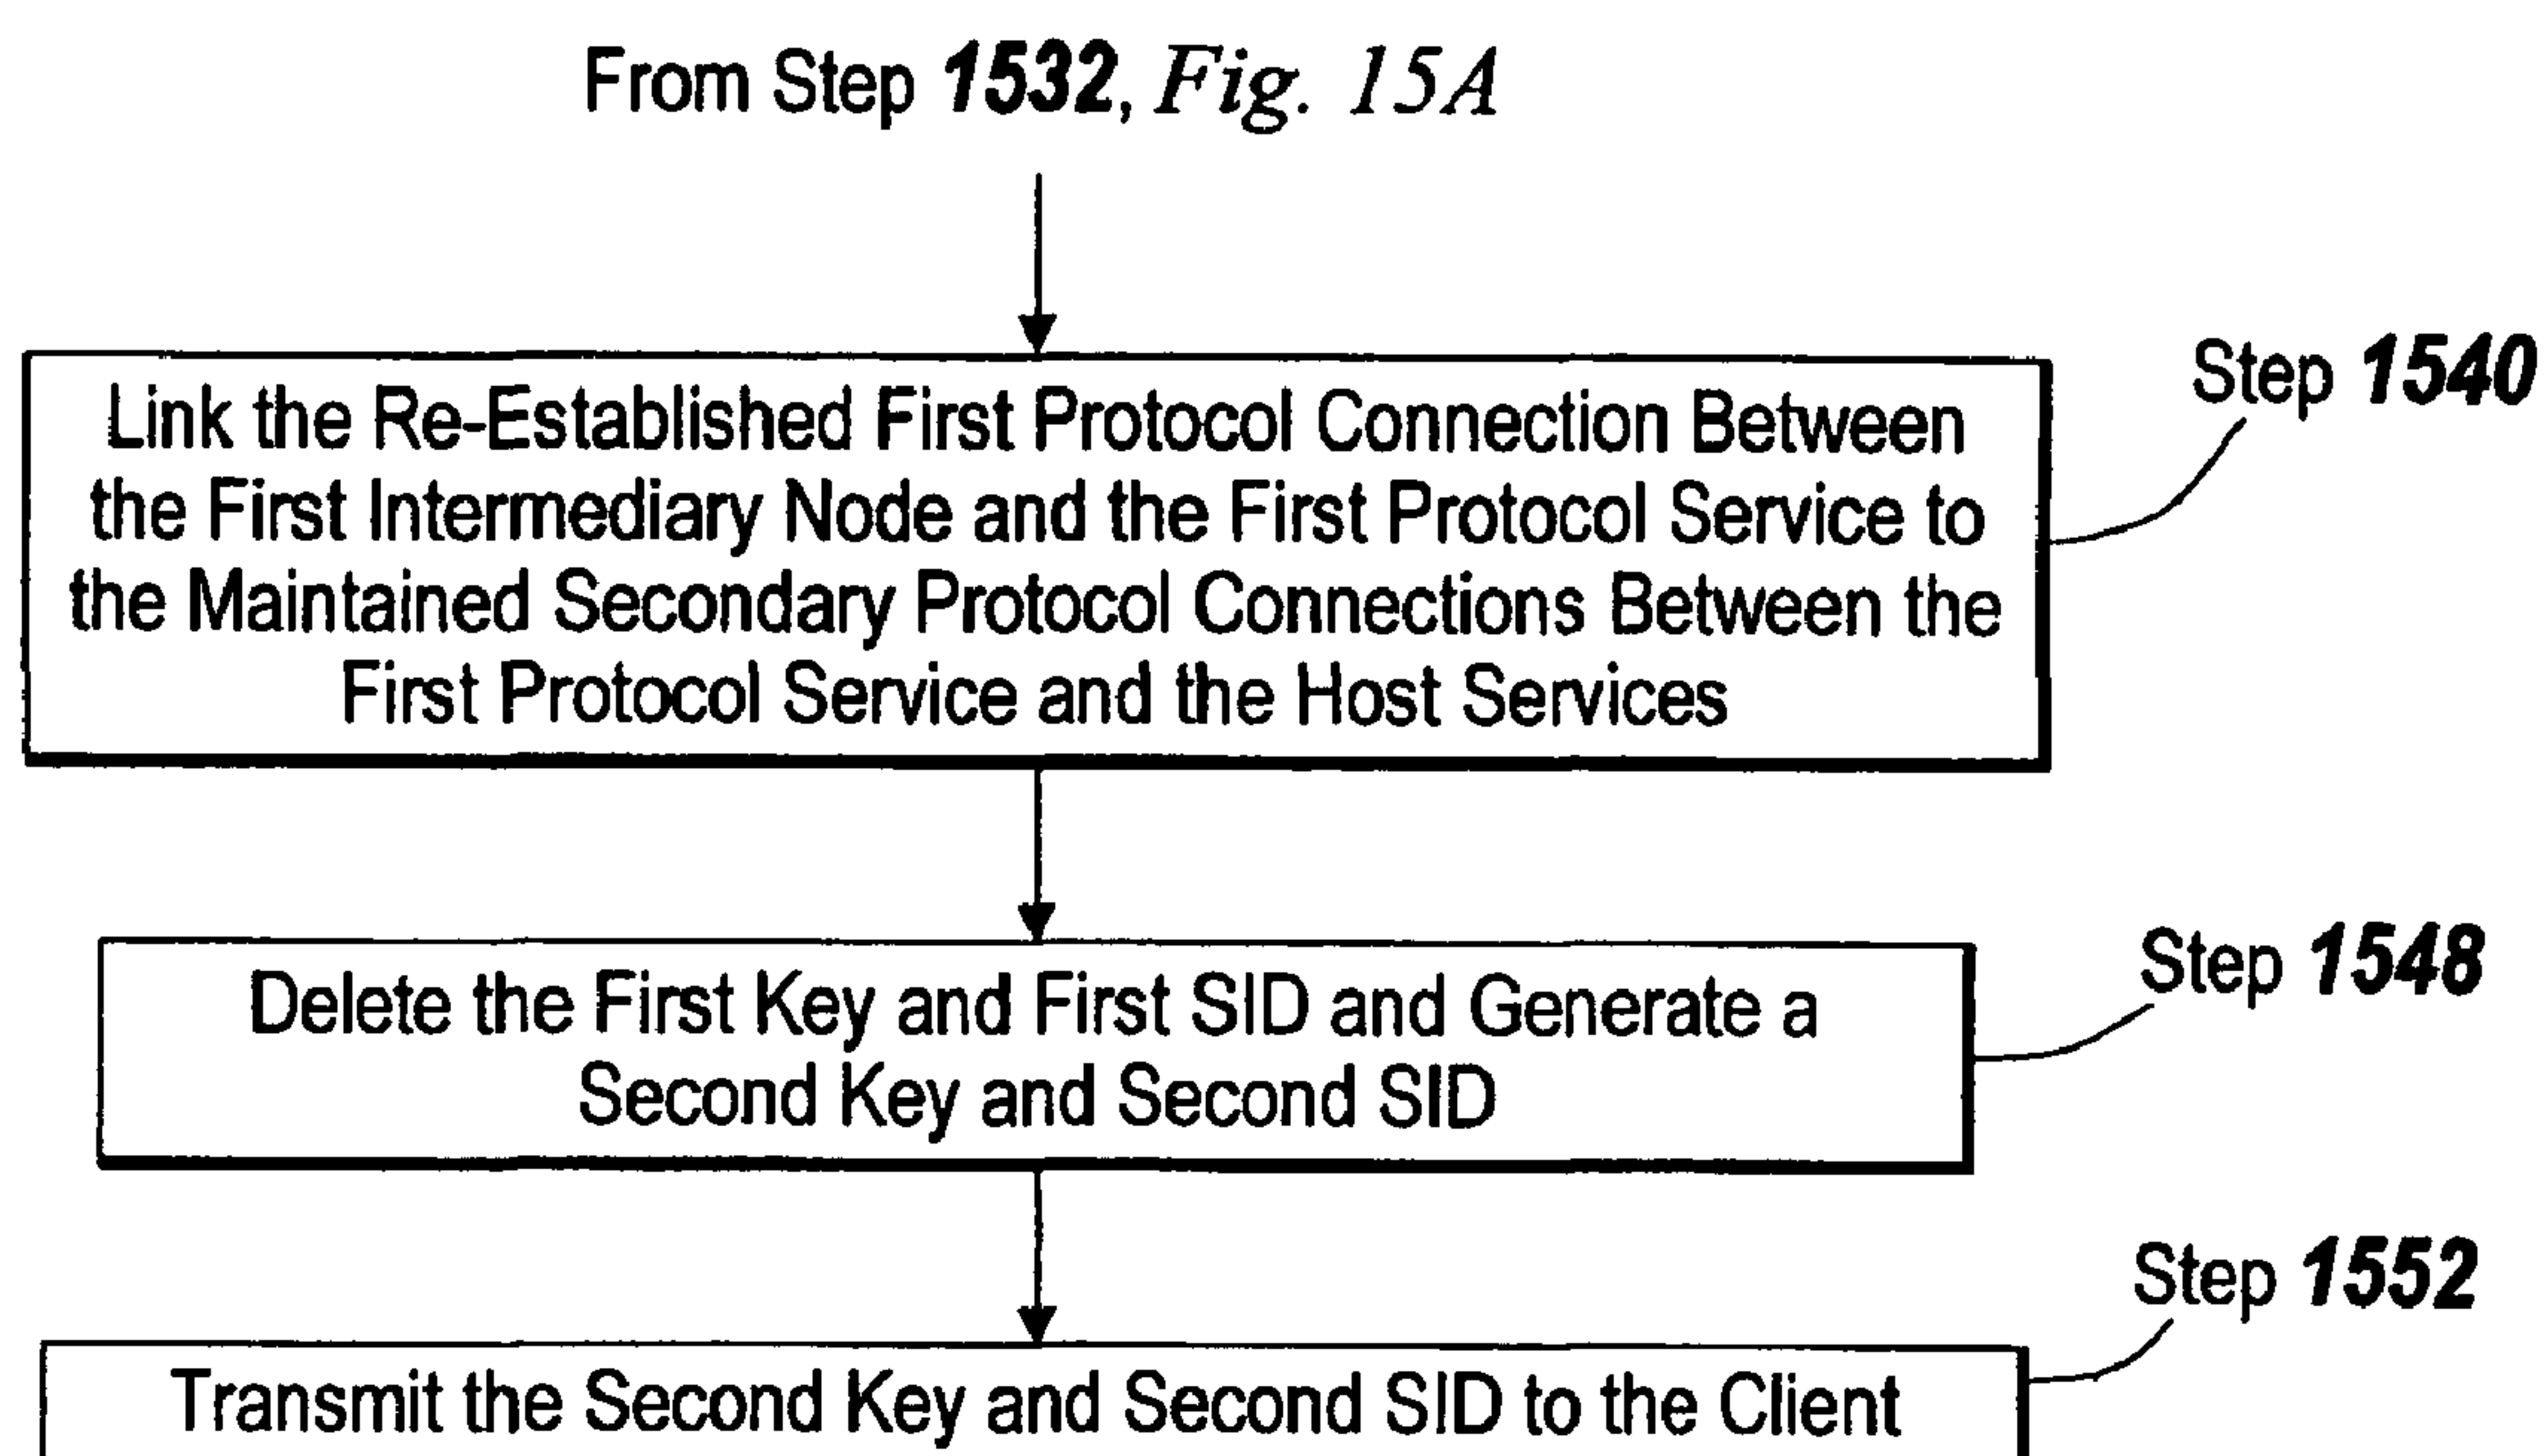 From Step 1532, Fig. 15A
Step 1540
Link the Re-Established First Protocol Connection Between
the First Intermediary Node and the First Protocol Service to
the Maintained Secondary Protocol Connections Between the
First Protocol Service and the Host Services
Step 1548
Delete the First Key and First SID and Generate a
Second Key and Second SID
Step 1552
Transmit the Second Key and Second SID to the Client